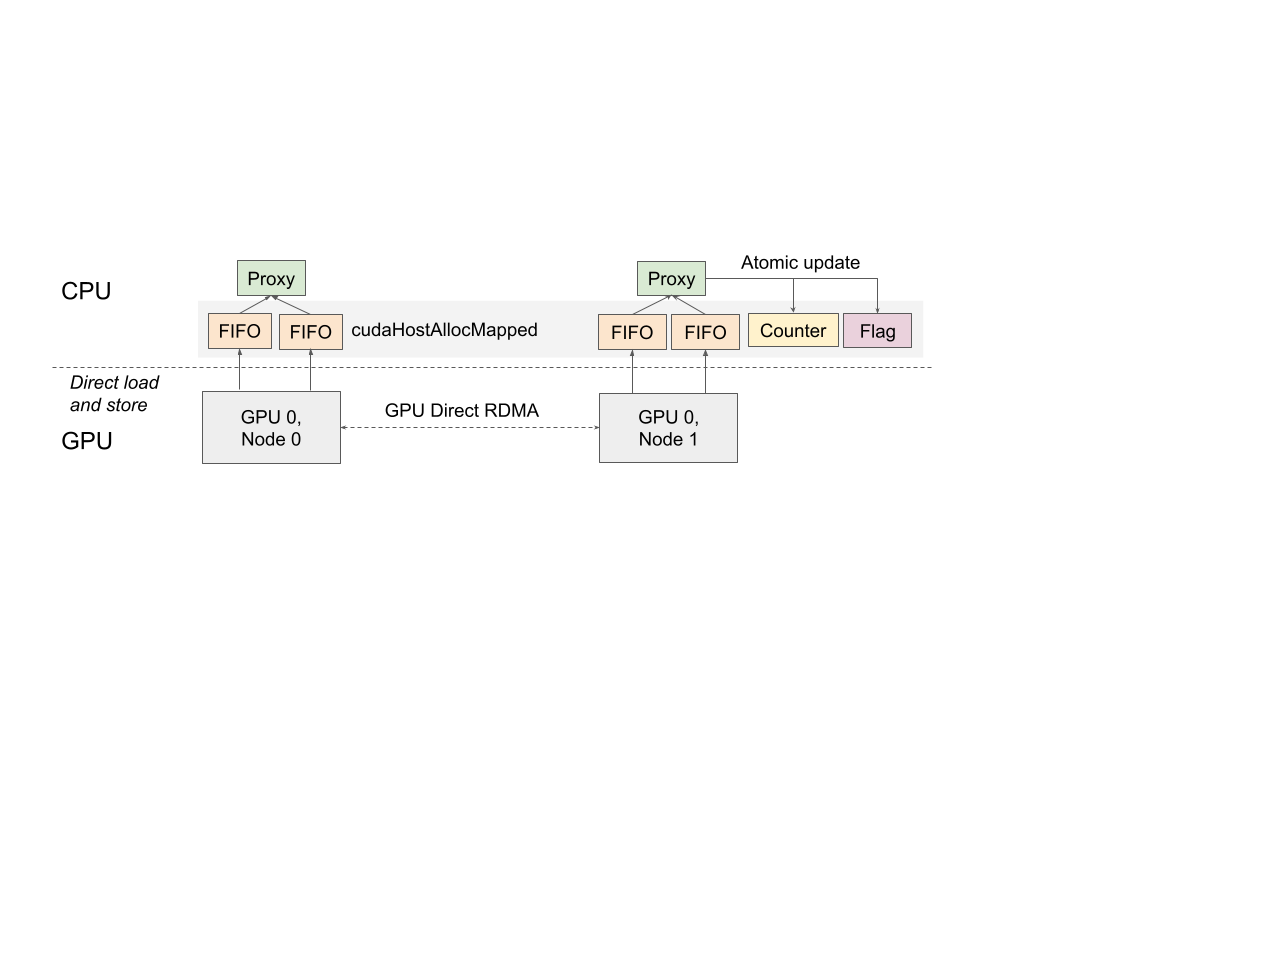 CPU
Proxy
Proxy
Atomic update
FIFO
FIFO
cudaHostAllocMapped
FIFO
FIFO
Counter
Flag
Direct load
and store
GPU
GPU 0,
Node 0
GPU Direct RDMA
GPU 0,
Node 1